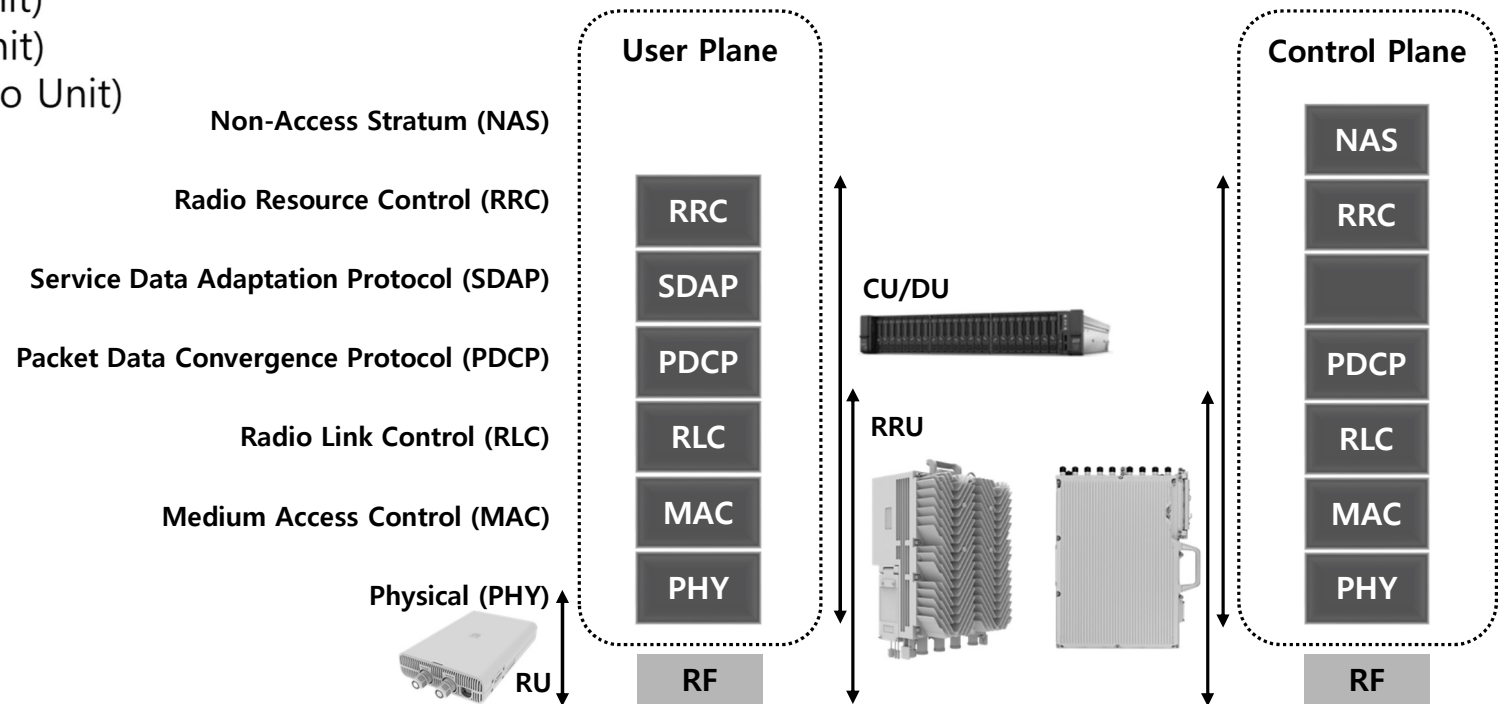 nit)
o Unit)
User Plane
Control Plane
Non-Access Stratum (NAS)
NAS
Radio Resource Control (RRC)
RRC
RRC
Service Data Adaptation Protocol (SDAP)
SDAP
CU/DU
Packet Data Convergence Protocol (PDCP)
PDCP
PDCP
Radio Link Control (RLC)
RLC
RRU
RLC
Medium Access Control (MAC)
MAC
MAC
Physical (PHY)
PHY
PHY
RU
RF
RF